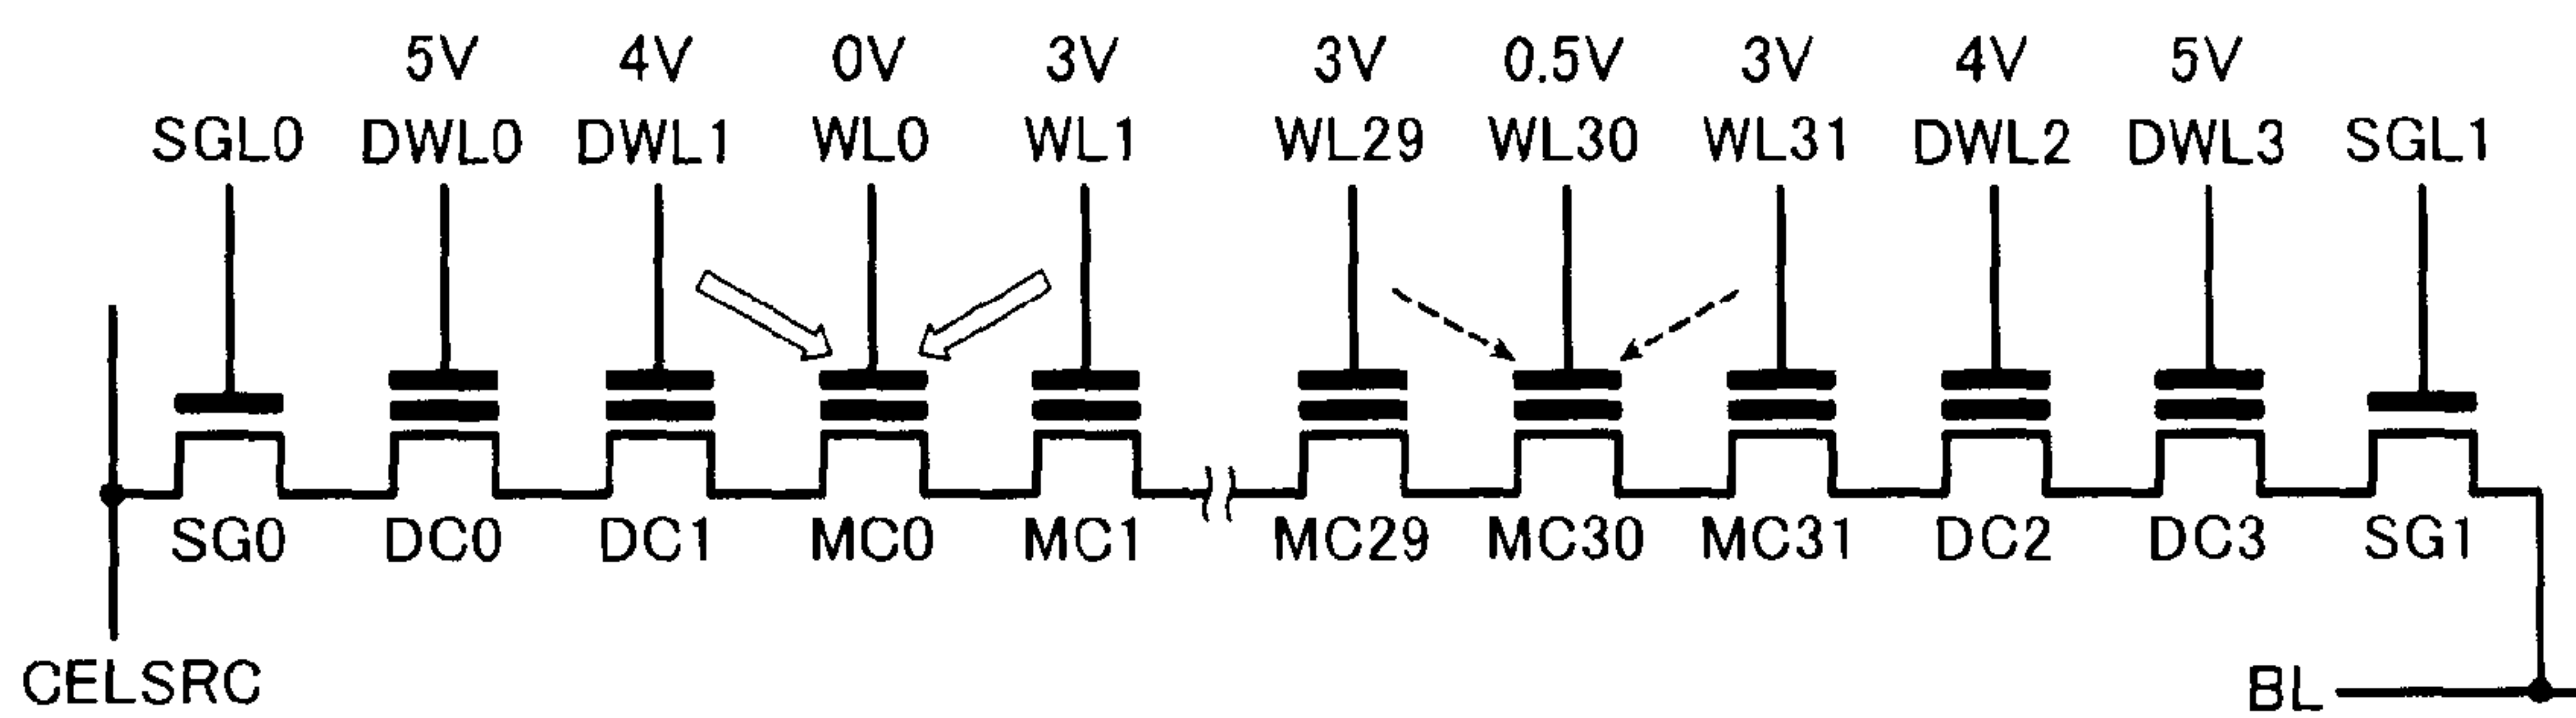 5V 4V 0V 3V 3V 0.5V 3V 4V 5V
SGL0 DWL0 DWL1 WL0 WL1 WL29 WL30 WL31 DWL2 DWL3 SGL1
SG0 DC0 DC1 MC0 MC1 MC29 MC30 MC31 DC2 DC3 SG1
CELSRC BL